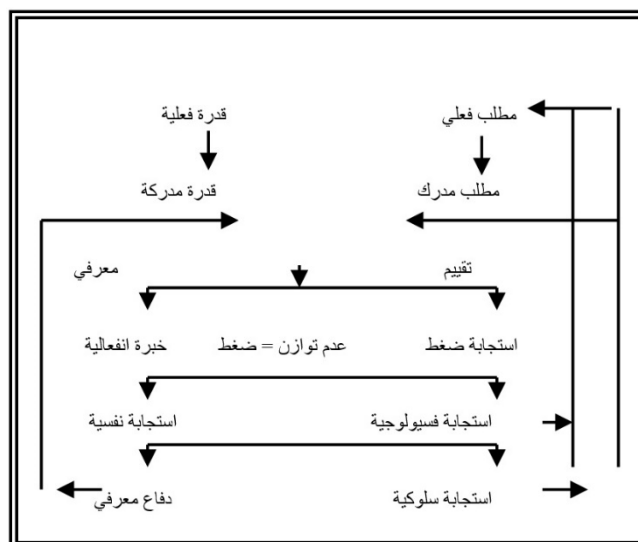 مطلب فعلي قدرة فعلية
مطلب مدرك قدرة مدركة
تقييم معرفي
استجابة ضغط عدم توازن = ضغط خبرة انفعالية
استجابة فسيولوجية استجابة نفسية
استجابة سلوكية دفاع معرفي